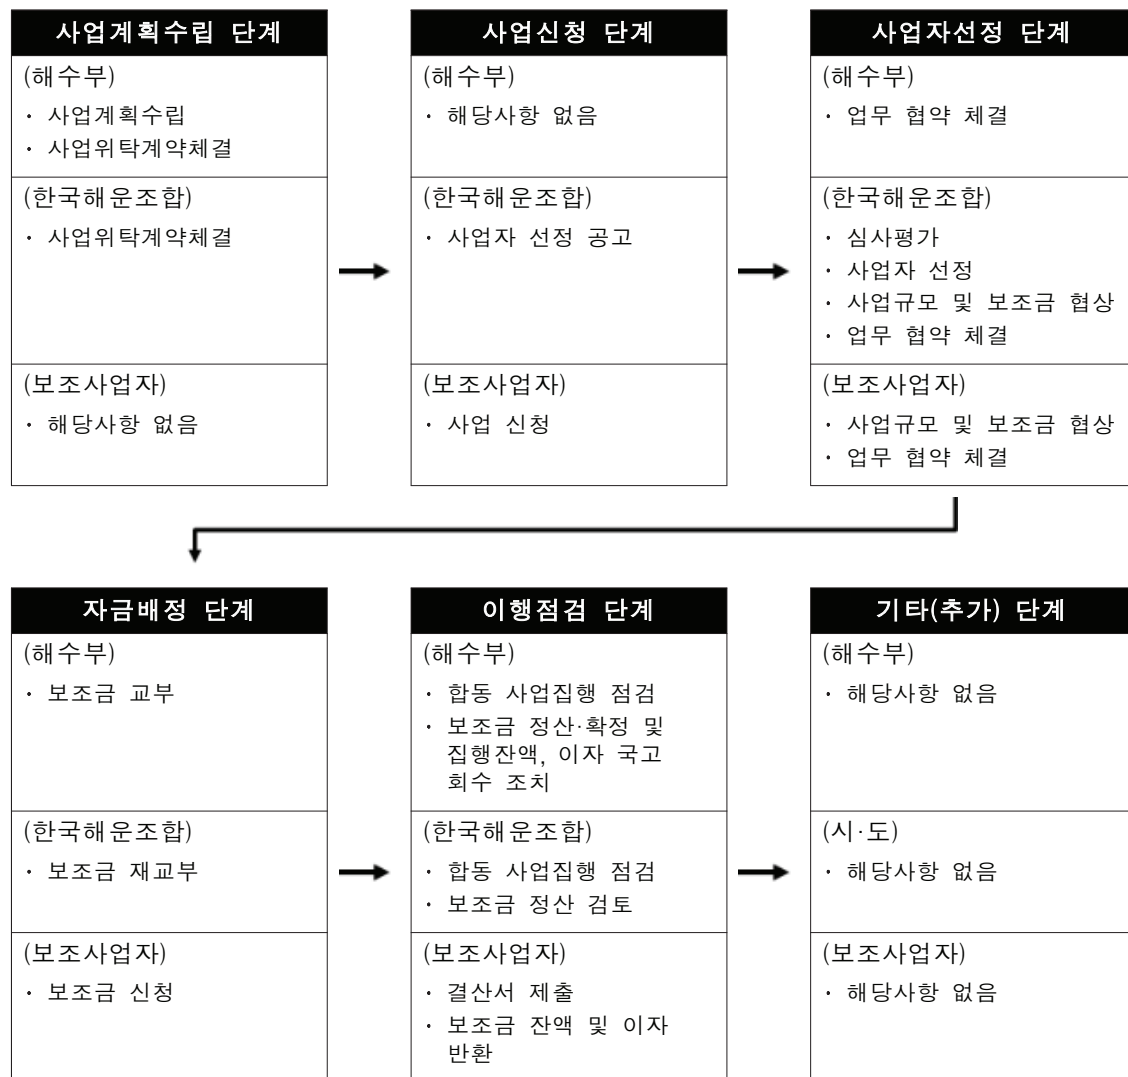 사업계획수립 단계
(해수부)
· 사업계획수립
· 사업위탁계약체결
(한국해운조합)
· 사업위탁계약체결
(보조사업자)
· 해당사항 없음
사업신청 단계
(해수부)
· 해당사항 없음
(한국해운조합)
· 사업자 선정 공고
(보조사업자)
· 사업 신청
사업자선정 단계
(해수부)
· 업무 협약 체결
(한국해운조합)
· 심사평가
· 사업자 선정
· 사업규모 및 보조금 협상
· 업무 협약 체결
(보조사업자)
· 사업규모 및 보조금 협상
· 업무 협약 체결
자금배정 단계
(해수부)
· 보조금 교부
(한국해운조합)
· 보조금 재교부
(보조사업자)
· 보조금 신청
이행점검 단계
(해수부)
· 합동 사업집행 점검
· 보조금 정산·확정 및
집행잔액, 이자 국고
회수 조치
(한국해운조합)
· 합동 사업집행 점검
· 보조금 정산 검토
(보조사업자)
· 결산서 제출
· 보조금 잔액 및 이자
반환
기타(추가) 단계
(해수부)
· 해당사항 없음
(시·도)
· 해당사항 없음
(보조사업자)
· 해당사항 없음